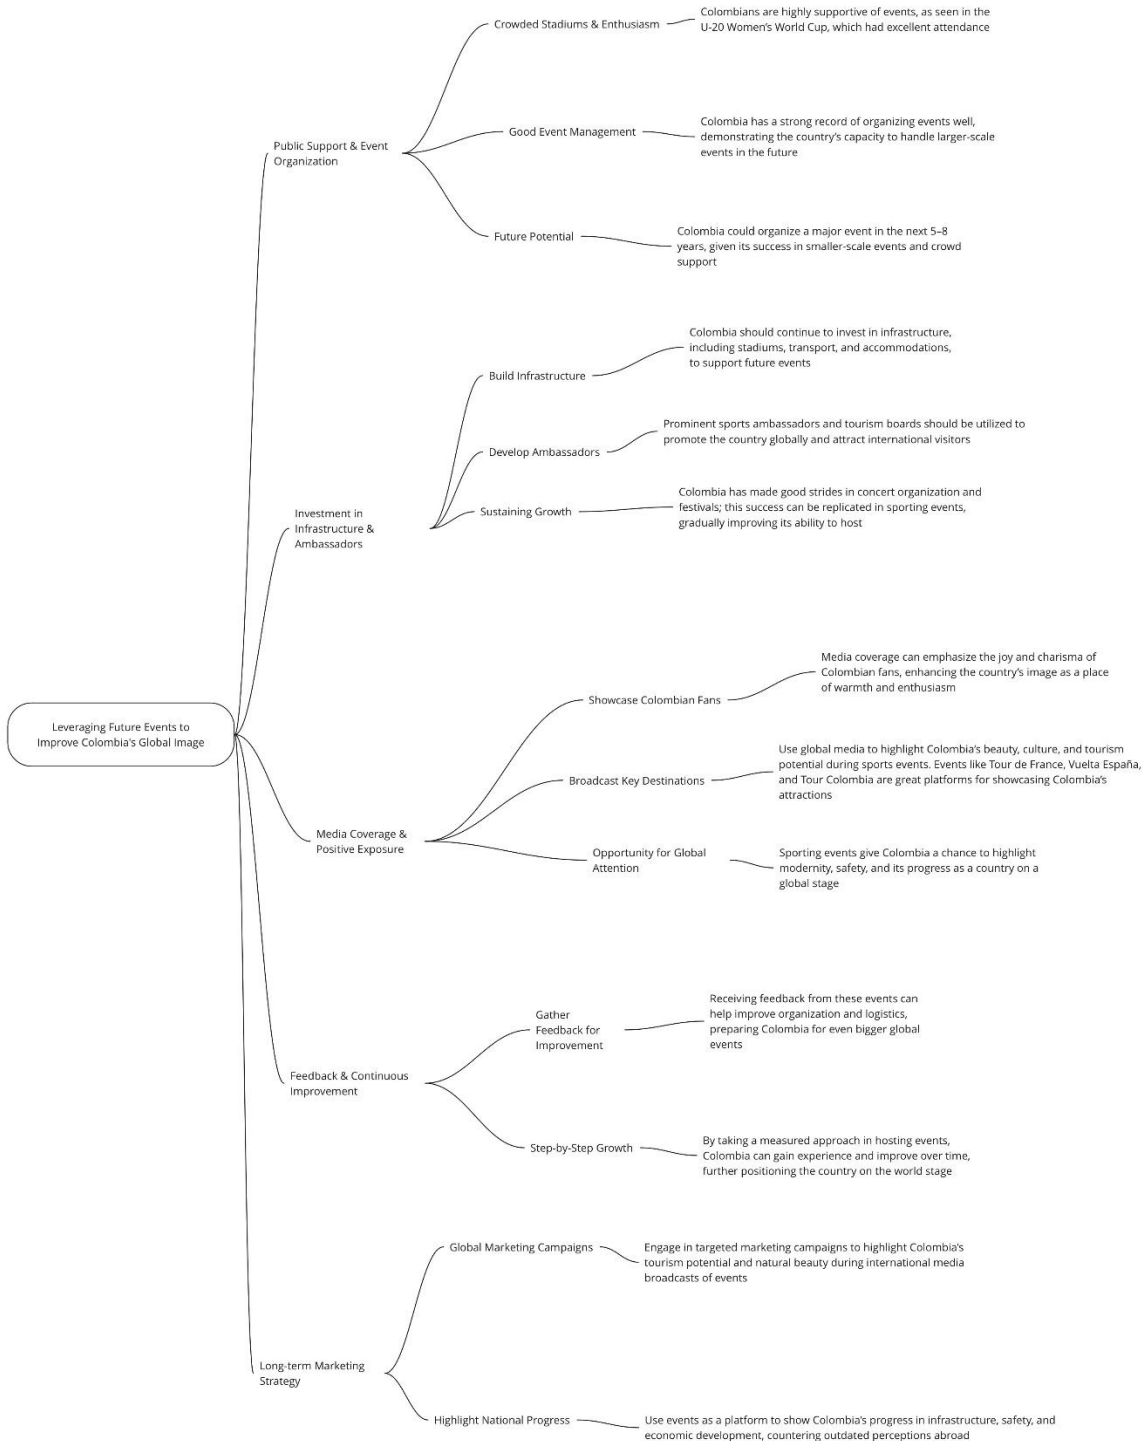 Leveraging Future Events to
Improve Colombia's Global Image
Public Support & Event
Organization
Crowded Stadiums & Enthusiasm
Colombians are highly supportive of events, as seen in the
U-20 Women's World Cup, which had excellent attendance
Good Event Management
Colombia has a strong record of organizing events well,
demonstrating the country's capacity to handle larger-scale
events in the future
Future Potential
Colombia could organize a major event in the next 5–8
years, given its success in smaller-scale events and crowd
support
Investment in
Infrastructure &
Ambassadors
Build Infrastructure
Colombia should continue to invest in infrastructure,
including stadiums, transport, and accommodations,
to support future events
Develop Ambassadors
Prominent sports ambassadors and tourism boards should be utilized to
promote the country globally and attract international visitors
Sustaining Growth
Colombia has made good strides in concert organization and
festivals; this success can be replicated in sporting events,
gradually improving its ability to host
Media Coverage &
Positive Exposure
Showcase Colombian Fans
Media coverage can emphasize the joy and charisma of
Colombian fans, enhancing the country's image as a place
of warmth and enthusiasm
Broadcast Key Destinations
Use global media to highlight Colombia's beauty, culture, and tourism
potential during sports events. Events like Tour de France, Vuelta España,
and Tour Colombia are great platforms for showcasing Colombia's
attractions
Opportunity for Global
Attention
Sporting events give Colombia a chance to highlight
modernity, safety, and its progress as a country on a
global stage
Feedback & Continuous
Improvement
Gather
Feedback for
Improvement
Receiving feedback from these events can
help improve organization and logistics,
preparing Colombia for even bigger global
events
Step-by-Step Growth
By taking a measured approach in hosting events,
Colombia can gain experience and improve over time,
further positioning the country on the world stage
Long-term Marketing
Strategy
Global Marketing Campaigns
Engage in targeted marketing campaigns to highlight Colombia's
tourism potential and natural beauty during international media
broadcasts of events
Highlight National Progress
Use events as a platform to show Colombia's progress in infrastructure, safety, and
economic development, countering outdated perceptions abroad